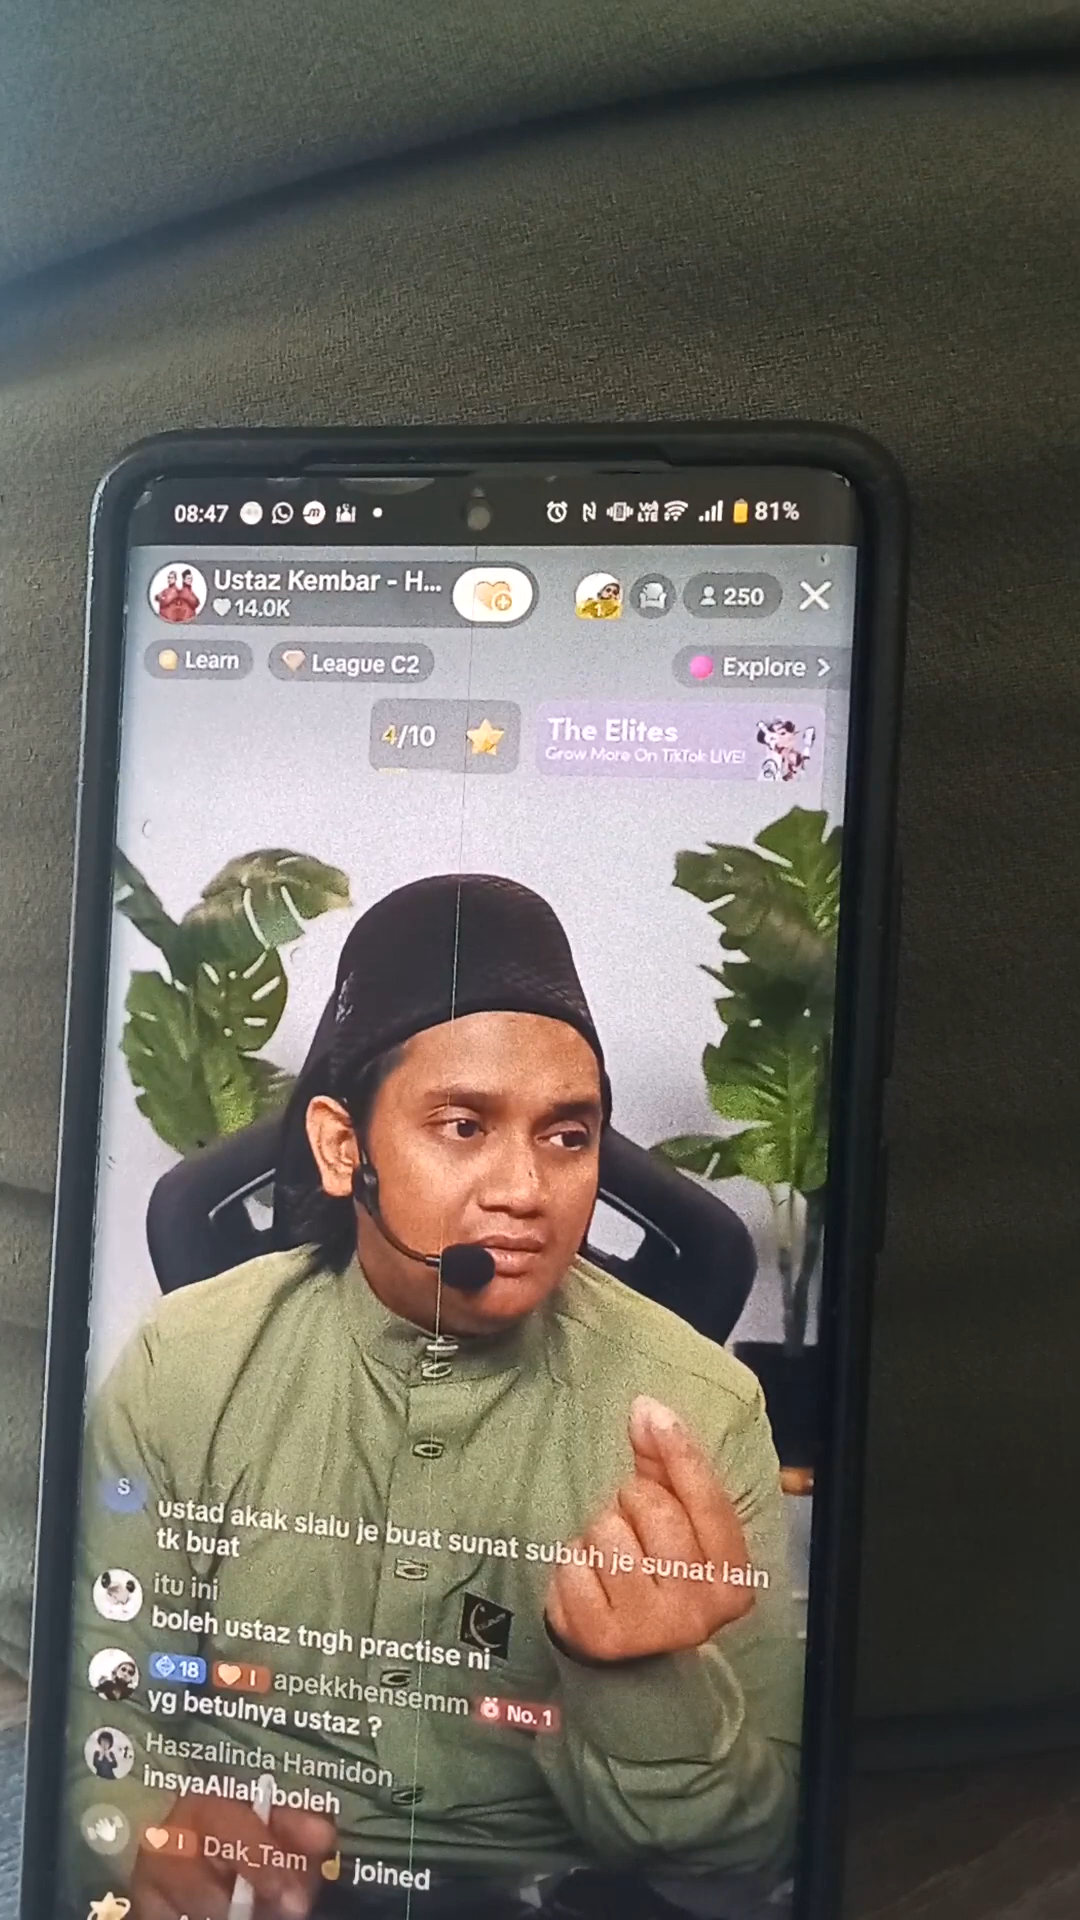 08:47
81%
Ustaz Kembar - H...
14.0K
1
250
Learn
League C2
Explore
4/10
The Elites
Grow More On TikTok LIVE!
S
ustad akak slalu je buat sunat subuh je sunat lain
tk buat
itu ini
boleh ustaz tngh practise ni
18 I apekkhensemm No. 1
yg betulnya ustaz ?
Haszalinda Hamidon
insyaAllah boleh
I Dak_Tam ☝ joined